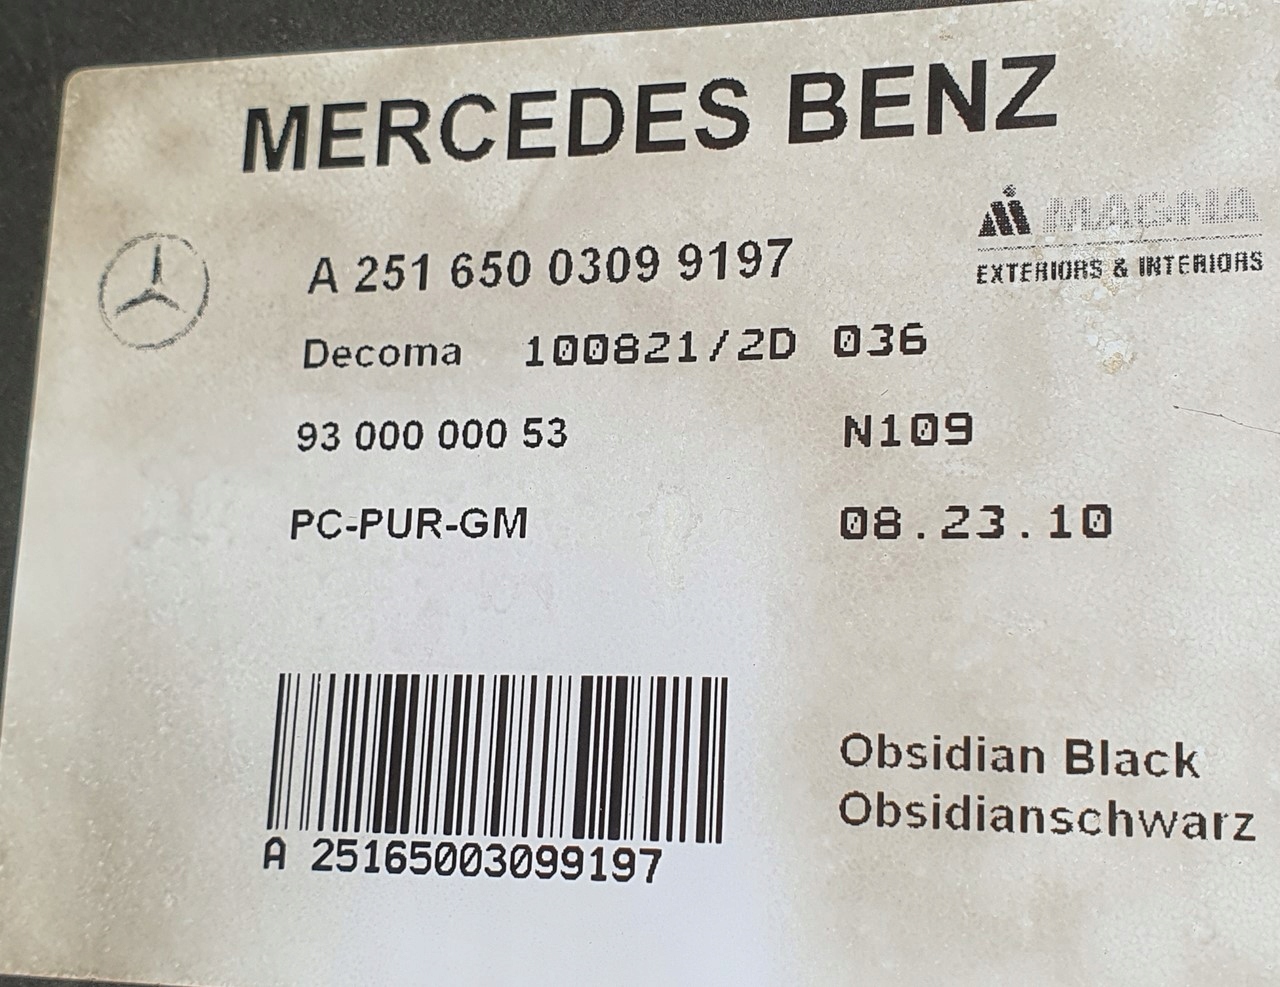 MERCEDES BENZ
MAGNA
EXTERIORS & INTERIORS
A 251 650 0309 9197
Decoma 100821/2D 036
93 000 000 53 N109
PC-PUR-GM 08.23.10
A 25165003099197
Obsidian Black
Obsidianschwarz